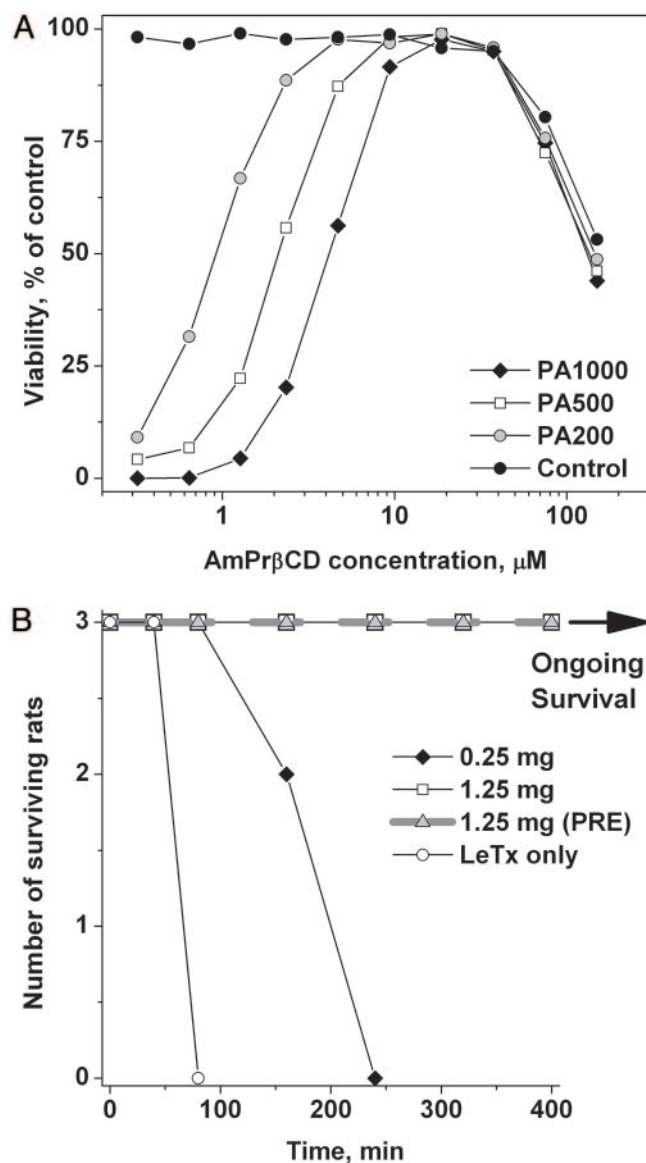 A
100
75
50
25
0
Viability, % of control
PA1000
PA500
PA200
Control
1
10
100
AmPrβCD concentration, μM
B
3
2
1
0
Number of surviving rats
Ongoing
Survival
0.25 mg
1.25 mg
1.25 mg (PRE)
LeTx only
0
100
200
300
400
Time, min